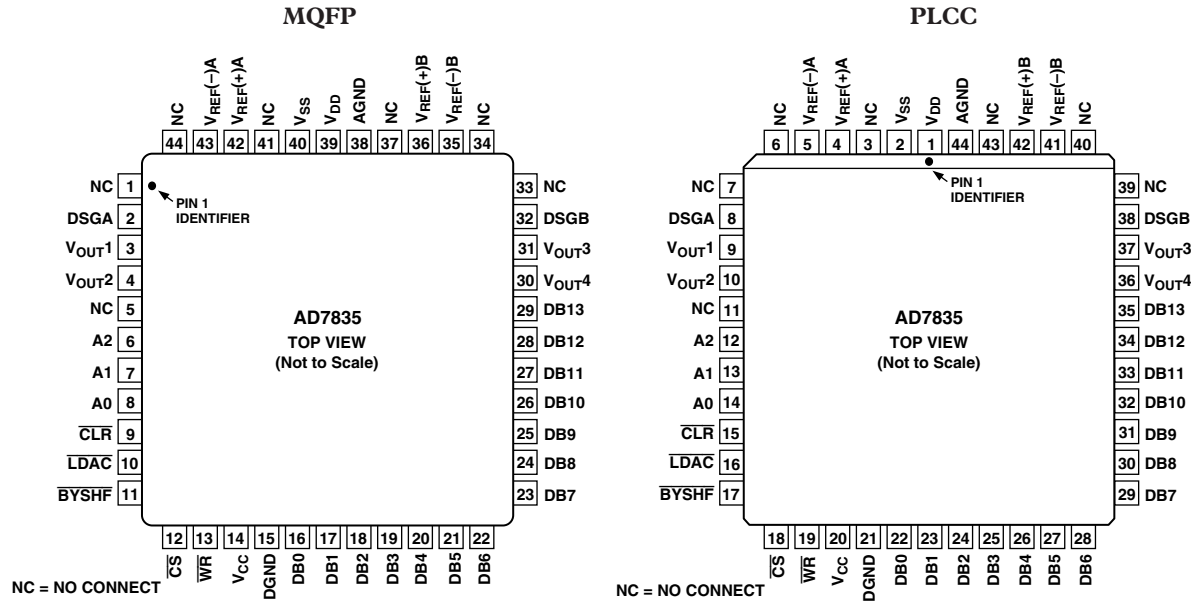 MQFP
NC
VREF(–)A
VREF(+)A
NC
VSS
VDD
AGND
NC
VREF(+)B
VREF(–)B
NC
44 43 42 41 40 39 38 37 36 35 34
NC 1
PIN 1
IDENTIFIER
33 NC
DSGA 2
32 DSGB
VOUT1 3
31 VOUT3
VOUT2 4
30 VOUT4
NC 5
29 DB13
AD7835
TOP VIEW
(Not to Scale)
A2 6
28 DB12
A1 7
27 DB11
A0 8
26 DB10
CLR 9
25 DB9
LDAC 10
24 DB8
BYSHF 11
23 DB7
12 13 14 15 16 17 18 19 20 21 22
CS
WR
VCC
DGND
DB0
DB1
DB2
DB3
DB4
DB5
DB6
NC = NO CONNECT
PLCC
NC
VREF(–)A
VREF(+)A
NC
VSS
VDD
AGND
NC
VREF(+)B
VREF(–)B
NC
6 5 4 3 2 1 44 43 42 41 40
PIN 1
IDENTIFIER
NC 7
39 NC
DSGA 8
38 DSGB
VOUT1 9
37 VOUT3
VOUT2 10
36 VOUT4
NC 11
35 DB13
AD7835
TOP VIEW
(Not to Scale)
A2 12
34 DB12
A1 13
33 DB11
A0 14
32 DB10
CLR 15
31 DB9
LDAC 16
30 DB8
BYSHF 17
29 DB7
18 19 20 21 22 23 24 25 26 27 28
CS
WR
VCC
DGND
DB0
DB1
DB2
DB3
DB4
DB5
DB6
NC = NO CONNECT